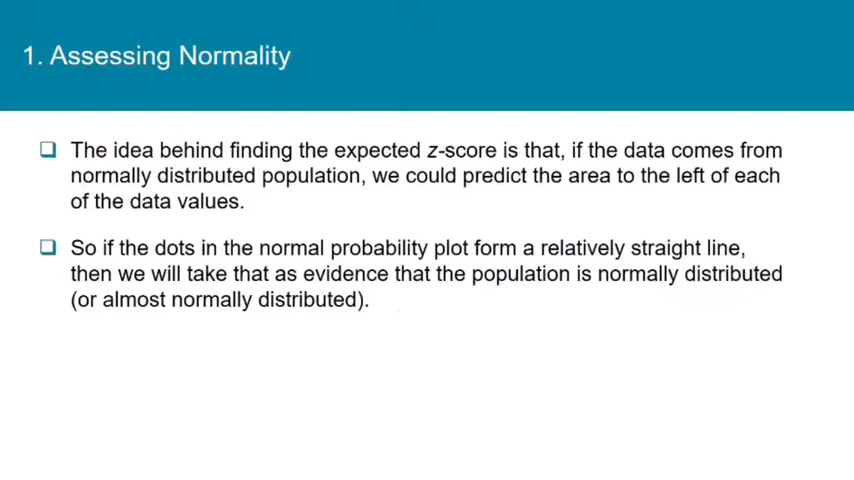 1. Assessing Normality
The idea behind finding the expected z-score is that, if the data comes from
normally distributed population, we could predict the area to the left of each
of the data values.
So if the dots in the normal probability plot form a relatively straight line,
then we will take that as evidence that the population is normally distributed
(or almost normally distributed).